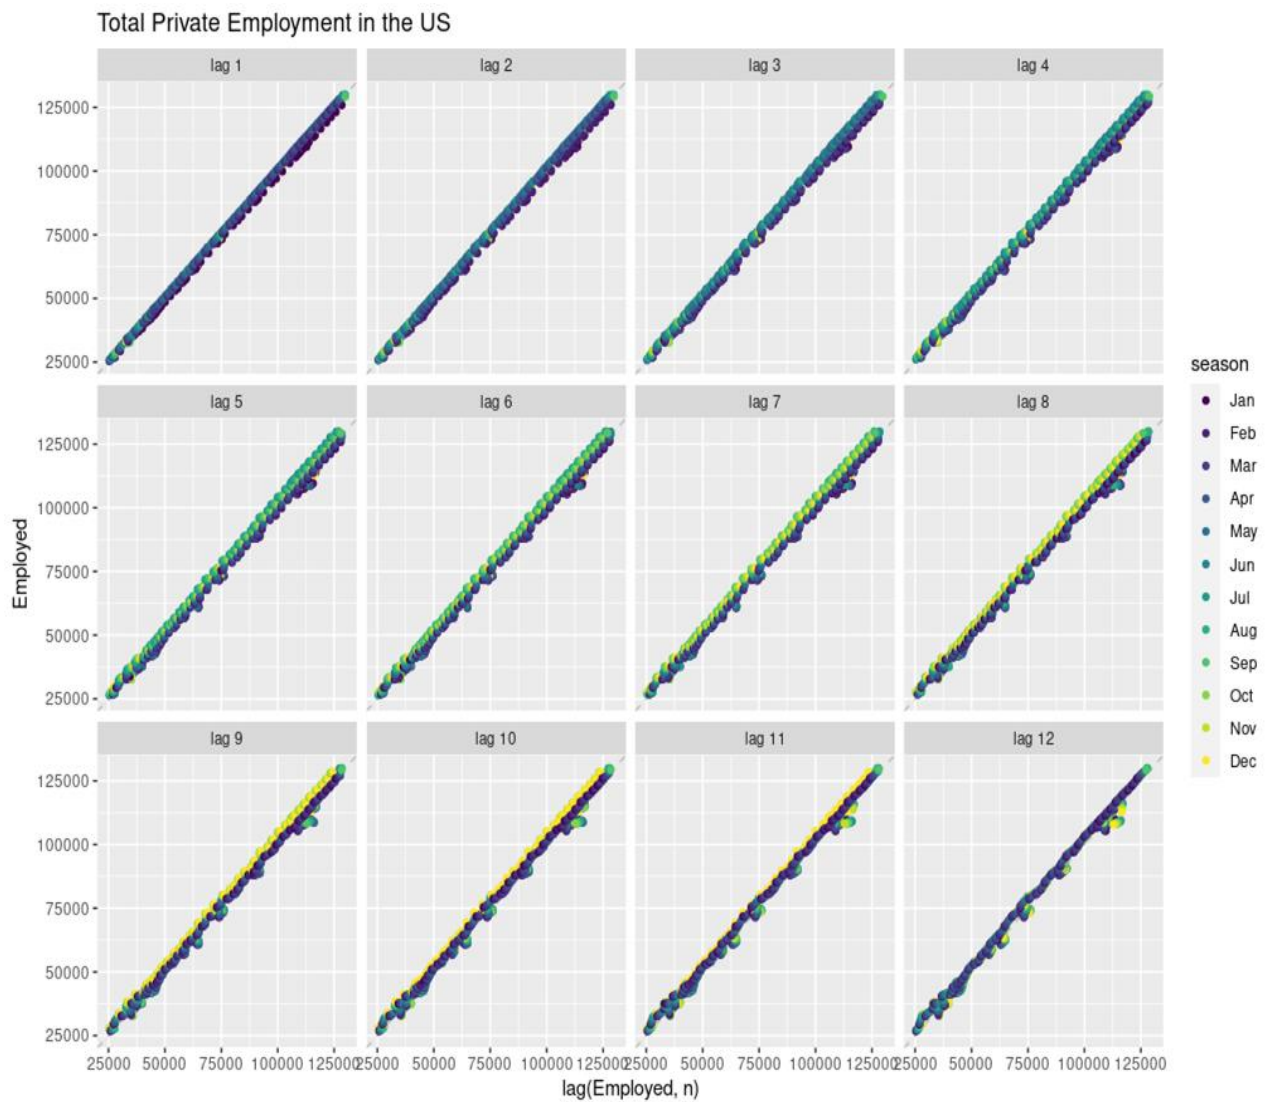 Total Private Employment in the US
lag 1 lag 2 lag 3 lag 4
125000
100000
75000
50000
25000
lag 5 lag 6 lag 7 lag 8
125000
100000
75000
50000
25000
lag 9 lag 10 lag 11 lag 12
125000
100000
75000
50000
25000
25000 50000 75000 100000 125000 25000 50000 75000 100000 125000 25000 50000 75000 100000 125000 25000 50000 75000 100000 125000
lag(Employed, n)
Employed
season
Jan
Feb
Mar
Apr
May
Jun
Jul
Aug
Sep
Oct
Nov
Dec